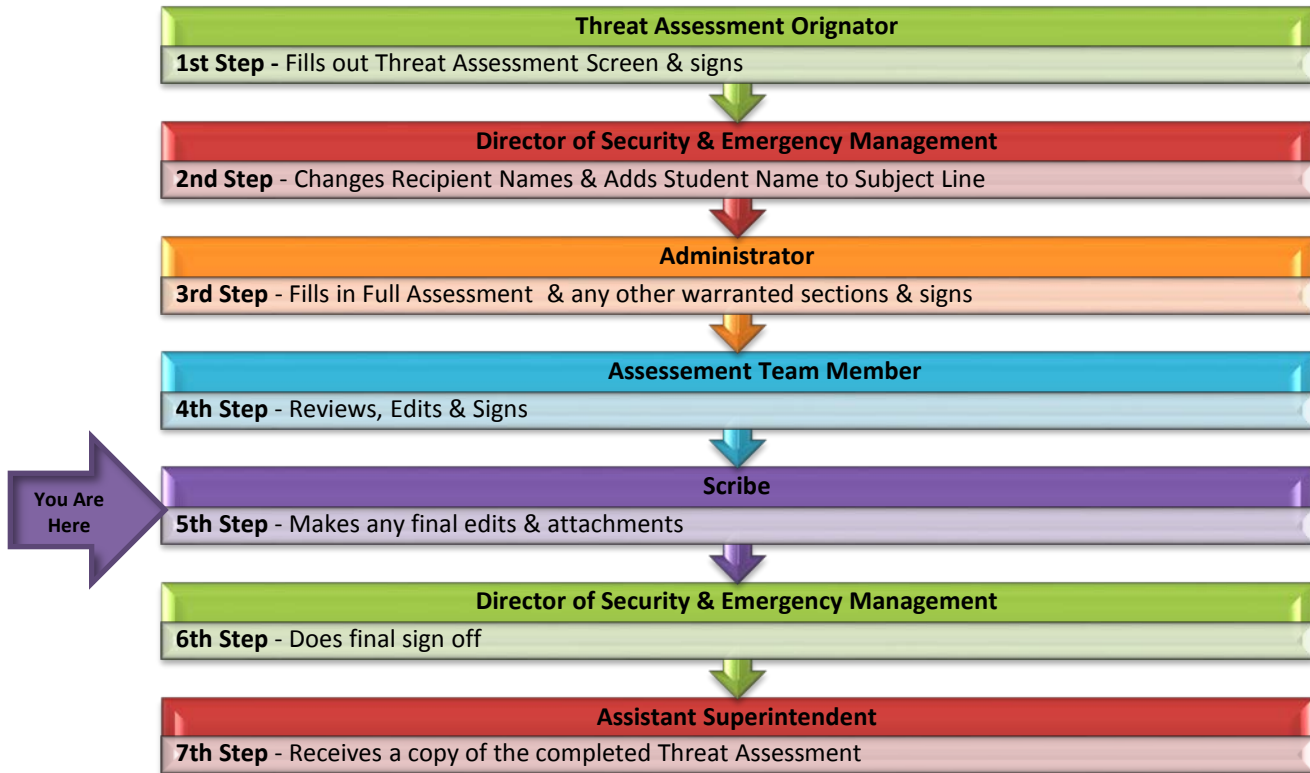 Threat Assessment Orignator
1st Step - Fills out Threat Assessment Screen & signs
Director of Security & Emergency Management
2nd Step - Changes Recipient Names & Adds Student Name to Subject Line
Administrator
3rd Step - Fills in Full Assessment & any other warranted sections & signs
Assessement Team Member
4th Step - Reviews, Edits & Signs
You Are
Here
Scribe
5th Step - Makes any final edits & attachments
Director of Security & Emergency Management
6th Step - Does final sign off
Assistant Superintendent
7th Step - Receives a copy of the completed Threat Assessment